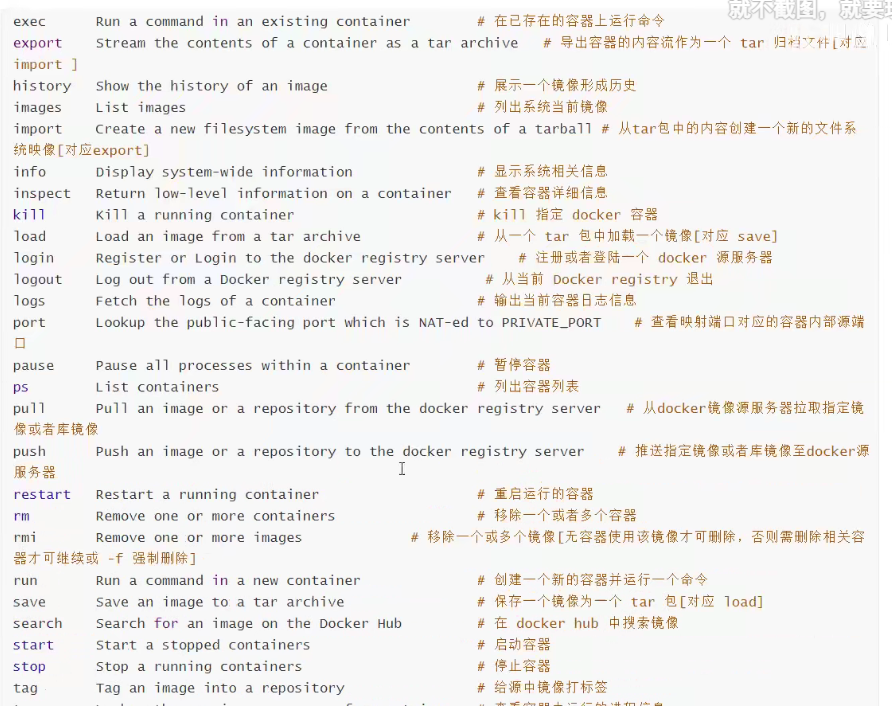 就不截图，就要
exec Run a command in an existing container # 在已存在的容器上运行命令
export Stream the contents of a container as a tar archive # 导出容器的内容流作为一个 tar 归档文件[对应
import ]
history Show the history of an image # 展示一个镜像形成历史
images List images # 列出系统当前镜像
import Create a new filesystem image from the contents of a tarball # 从tar包中的内容创建一个新的文件系
统映像[对应export]
info Display system-wide information # 显示系统相关信息
inspect Return low-level information on a container # 查看容器详细信息
kill Kill a running container # kill 指定 docker 容器
load Load an image from a tar archive # 从一个 tar 包中加载一个镜像[对应 save]
login Register or Login to the docker registry server # 注册或者登陆一个 docker 源服务器
logout Log out from a Docker registry server # 从当前 Docker registry 退出
logs Fetch the logs of a container # 输出当前容器日志信息
port Lookup the public-facing port which is NAT-ed to PRIVATE_PORT # 查看映射端口对应的容器内部源端
口
pause Pause all processes within a container # 暂停容器
ps List containers # 列出容器列表
pull Pull an image or a repository from the docker registry server # 从docker镜像源服务器拉取指定镜
像或者库镜像
push Push an image or a repository to the docker registry server # 推送指定镜像或者库镜像至docker源
服务器
restart Restart a running container # 重启运行的容器
rm Remove one or more containers # 移除一个或者多个容器
rmi Remove one or more images # 移除一个或多个镜像[无容器使用该镜像才可删除，否则需删除相关容
器才可继续或 -f 强制删除]
run Run a command in a new container # 创建一个新的容器并运行一个命令
save Save an image to a tar archive # 保存一个镜像为一个 tar 包[对应 load]
search Search for an image on the Docker Hub # 在 docker hub 中搜索镜像
start Start a stopped containers # 启动容器
stop Stop a running containers # 停止容器
tag Tag an image into a repository # 给源中镜像打标签